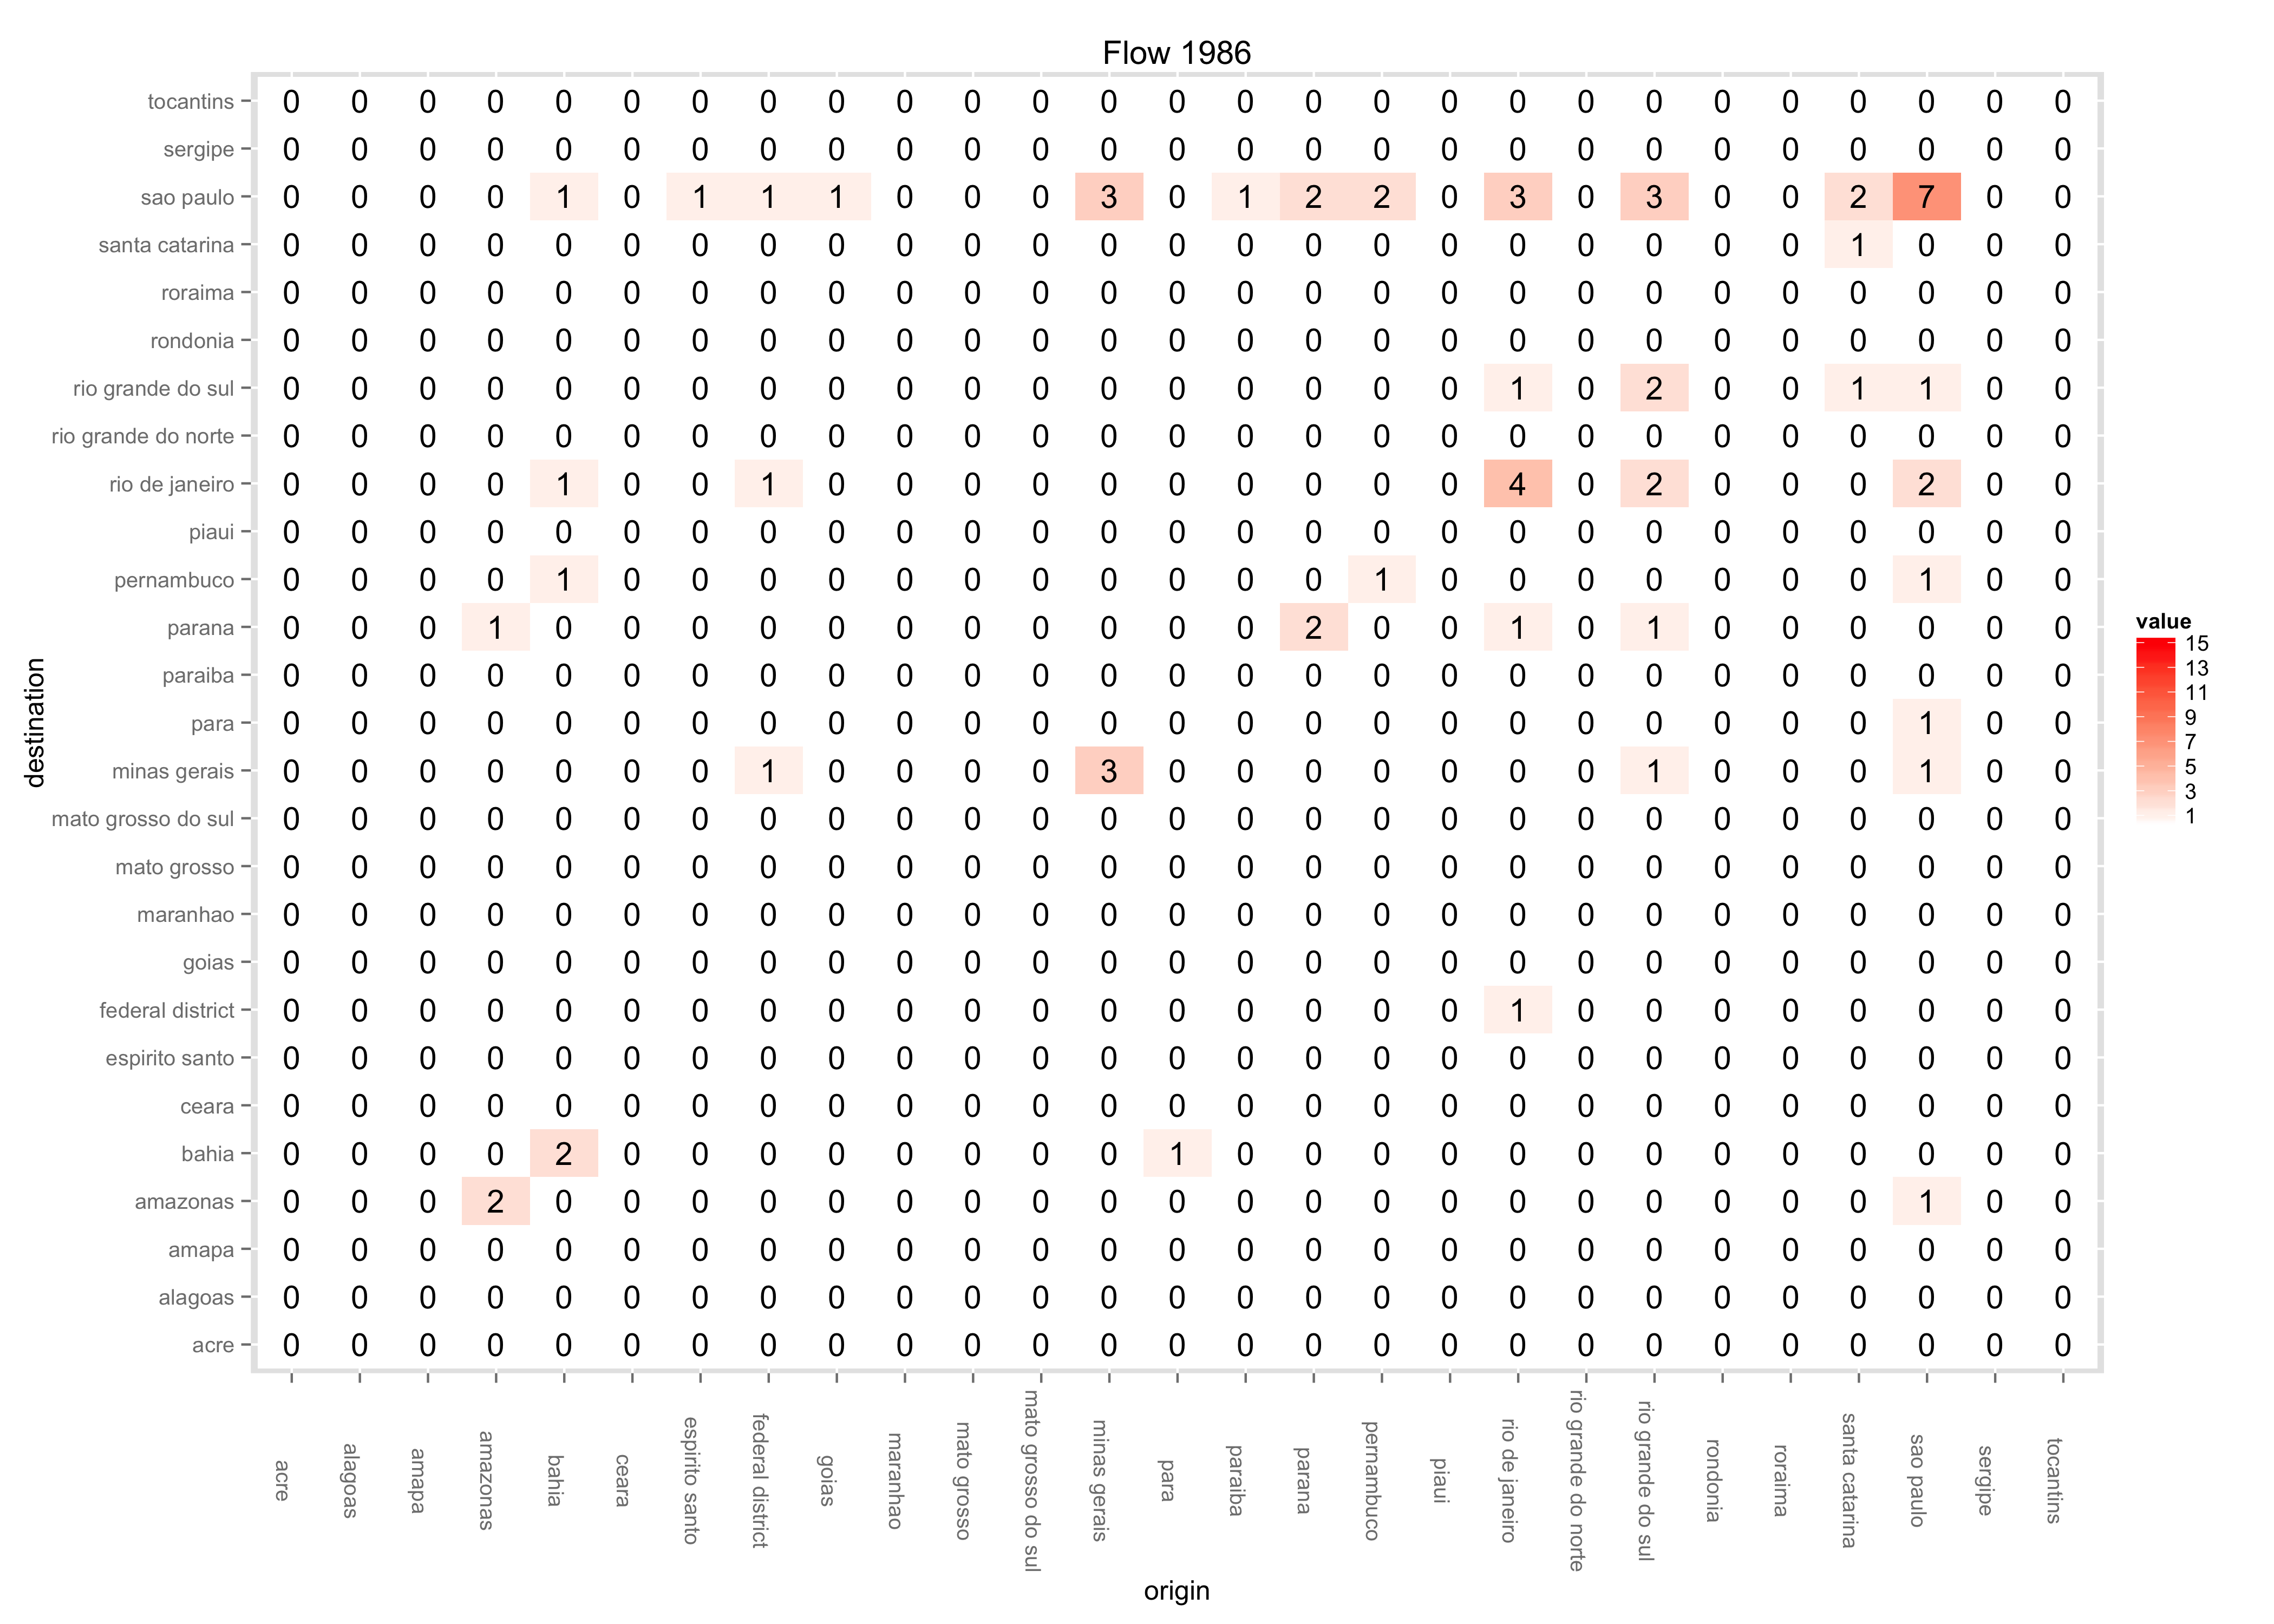 Flow 1986
tocantins 0 0 0 0 0 0 0 0 0 0 0 0 0 0 0 0 0 0 0 0 0 0 0 0 0 0 0
sergipe 0 0 0 0 0 0 0 0 0 0 0 0 0 0 0 0 0 0 0 0 0 0 0 0 0 0 0
sao paulo 0 0 0 0 1 0 1 1 1 0 0 0 3 0 1 2 2 0 3 0 3 0 0 2 7 0 0
santa catarina 0 0 0 0 0 0 0 0 0 0 0 0 0 0 0 0 0 0 0 0 0 0 0 1 0 0 0
roraima 0 0 0 0 0 0 0 0 0 0 0 0 0 0 0 0 0 0 0 0 0 0 0 0 0 0 0
rondonia 0 0 0 0 0 0 0 0 0 0 0 0 0 0 0 0 0 0 0 0 0 0 0 0 0 0 0
rio grande do sul 0 0 0 0 0 0 0 0 0 0 0 0 0 0 0 0 0 0 1 0 2 0 0 1 1 0 0
rio grande do norte 0 0 0 0 0 0 0 0 0 0 0 0 0 0 0 0 0 0 0 0 0 0 0 0 0 0 0
rio de janeiro 0 0 0 0 1 0 0 1 0 0 0 0 0 0 0 0 0 0 4 0 2 0 0 0 2 0 0
piaui 0 0 0 0 0 0 0 0 0 0 0 0 0 0 0 0 0 0 0 0 0 0 0 0 0 0 0
pernambuco 0 0 0 0 1 0 0 0 0 0 0 0 0 0 0 0 1 0 0 0 0 0 0 0 1 0 0
parana 0 0 0 1 0 0 0 0 0 0 0 0 0 0 0 2 0 0 1 0 1 0 0 0 0 0 0
paraiba 0 0 0 0 0 0 0 0 0 0 0 0 0 0 0 0 0 0 0 0 0 0 0 0 0 0 0
para 0 0 0 0 0 0 0 0 0 0 0 0 0 0 0 0 0 0 0 0 0 0 0 0 1 0 0
minas gerais 0 0 0 0 0 0 0 1 0 0 0 0 3 0 0 0 0 0 0 0 1 0 0 0 1 0 0
mato grosso do sul 0 0 0 0 0 0 0 0 0 0 0 0 0 0 0 0 0 0 0 0 0 0 0 0 0 0 0
mato grosso 0 0 0 0 0 0 0 0 0 0 0 0 0 0 0 0 0 0 0 0 0 0 0 0 0 0 0
maranhao 0 0 0 0 0 0 0 0 0 0 0 0 0 0 0 0 0 0 0 0 0 0 0 0 0 0 0
goias 0 0 0 0 0 0 0 0 0 0 0 0 0 0 0 0 0 0 0 0 0 0 0 0 0 0 0
federal district 0 0 0 0 0 0 0 0 0 0 0 0 0 0 0 0 0 0 1 0 0 0 0 0 0 0 0
espirito santo 0 0 0 0 0 0 0 0 0 0 0 0 0 0 0 0 0 0 0 0 0 0 0 0 0 0 0
ceara 0 0 0 0 0 0 0 0 0 0 0 0 0 0 0 0 0 0 0 0 0 0 0 0 0 0 0
bahia 0 0 0 0 2 0 0 0 0 0 0 0 0 1 0 0 0 0 0 0 0 0 0 0 0 0 0
amazonas 0 0 0 2 0 0 0 0 0 0 0 0 0 0 0 0 0 0 0 0 0 0 0 0 1 0 0
amapa 0 0 0 0 0 0 0 0 0 0 0 0 0 0 0 0 0 0 0 0 0 0 0 0 0 0 0
alagoas 0 0 0 0 0 0 0 0 0 0 0 0 0 0 0 0 0 0 0 0 0 0 0 0 0 0 0
acre 0 0 0 0 0 0 0 0 0 0 0 0 0 0 0 0 0 0 0 0 0 0 0 0 0 0 0
destination
acre
alagoas
amapa
amazonas
bahia
ceara
espirito santo
federal district
goias
maranhao
mato grosso
mato grosso do sul
minas gerais
para
paraiba
parana
pernambuco
piaui
rio de janeiro
rio grande do norte
rio grande do sul
rondonia
roraima
santa catarina
sao paulo
sergipe
tocantins
origin
value
15
13
11
9
7
5
3
1